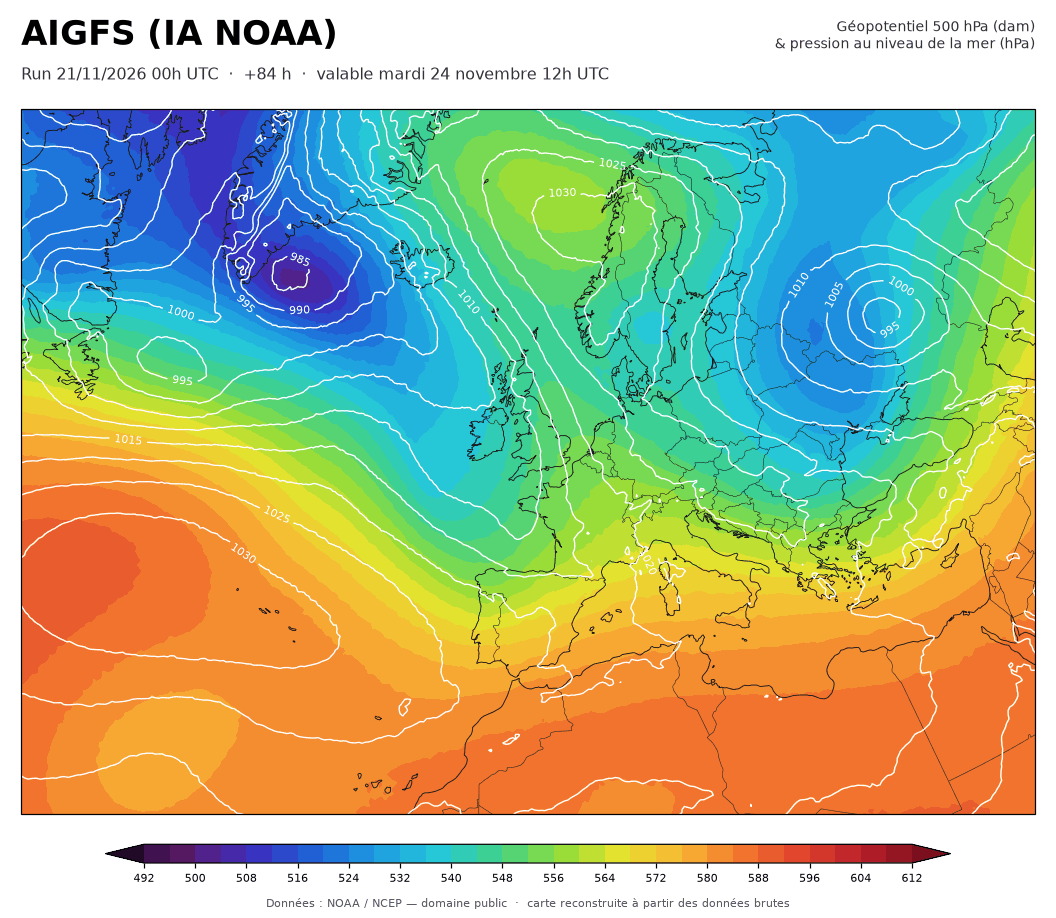 AIGFS (IA NOAA)
Géopotentiel 500 hPa (dam)
& pression au niveau de la mer (hPa)
Run 21/11/2026 00h UTC · +84 h · valable mardi 24 novembre 12h UTC
1025
1030
985
1010
1000
1005
995
990
1010
1000
995
995
1015
1025
1030
1020
492 500 508 516 524 532 540 548 556 564 572 580 588 596 604 612
Données : NOAA / NCEP — domaine public · carte reconstruite à partir des données brutes